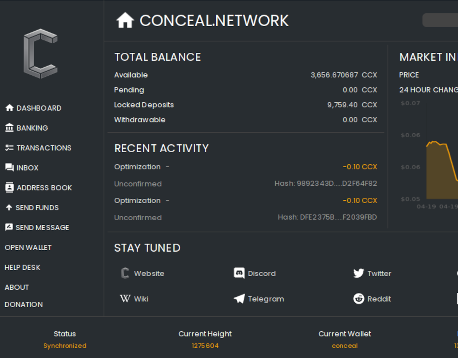 CONCEAL.NETWORK
DASHBOARD
BANKING
TRANSACTIONS
INBOX
ADDRESS BOOK
SEND FUNDS
SEND MESSAGE
OPEN WALLET
HELP DESK
ABOUT
DONATION
TOTAL BALANCE
Available 3,656.670687 CCX
Pending 0.00 CCX
Locked Deposits 9,759.40 CCX
Withdrawable 0.00 CCX
RECENT ACTIVITY
Optimization - -0.10 CCX
Unconfirmed Hash: 9892343D....D2F64F82
Optimization - -0.10 CCX
Unconfirmed Hash: DFE2375B....F2039FBD
MARKET IN
PRICE
24 HOUR CHANG
$0.07
$0.06
$0.06
$0.05
04-19 04-19
STAY TUNED
Website Discord Twitter
Wiki Telegram Reddit
Status Current Height Current Wallet
Synchronized 1275604 conceal